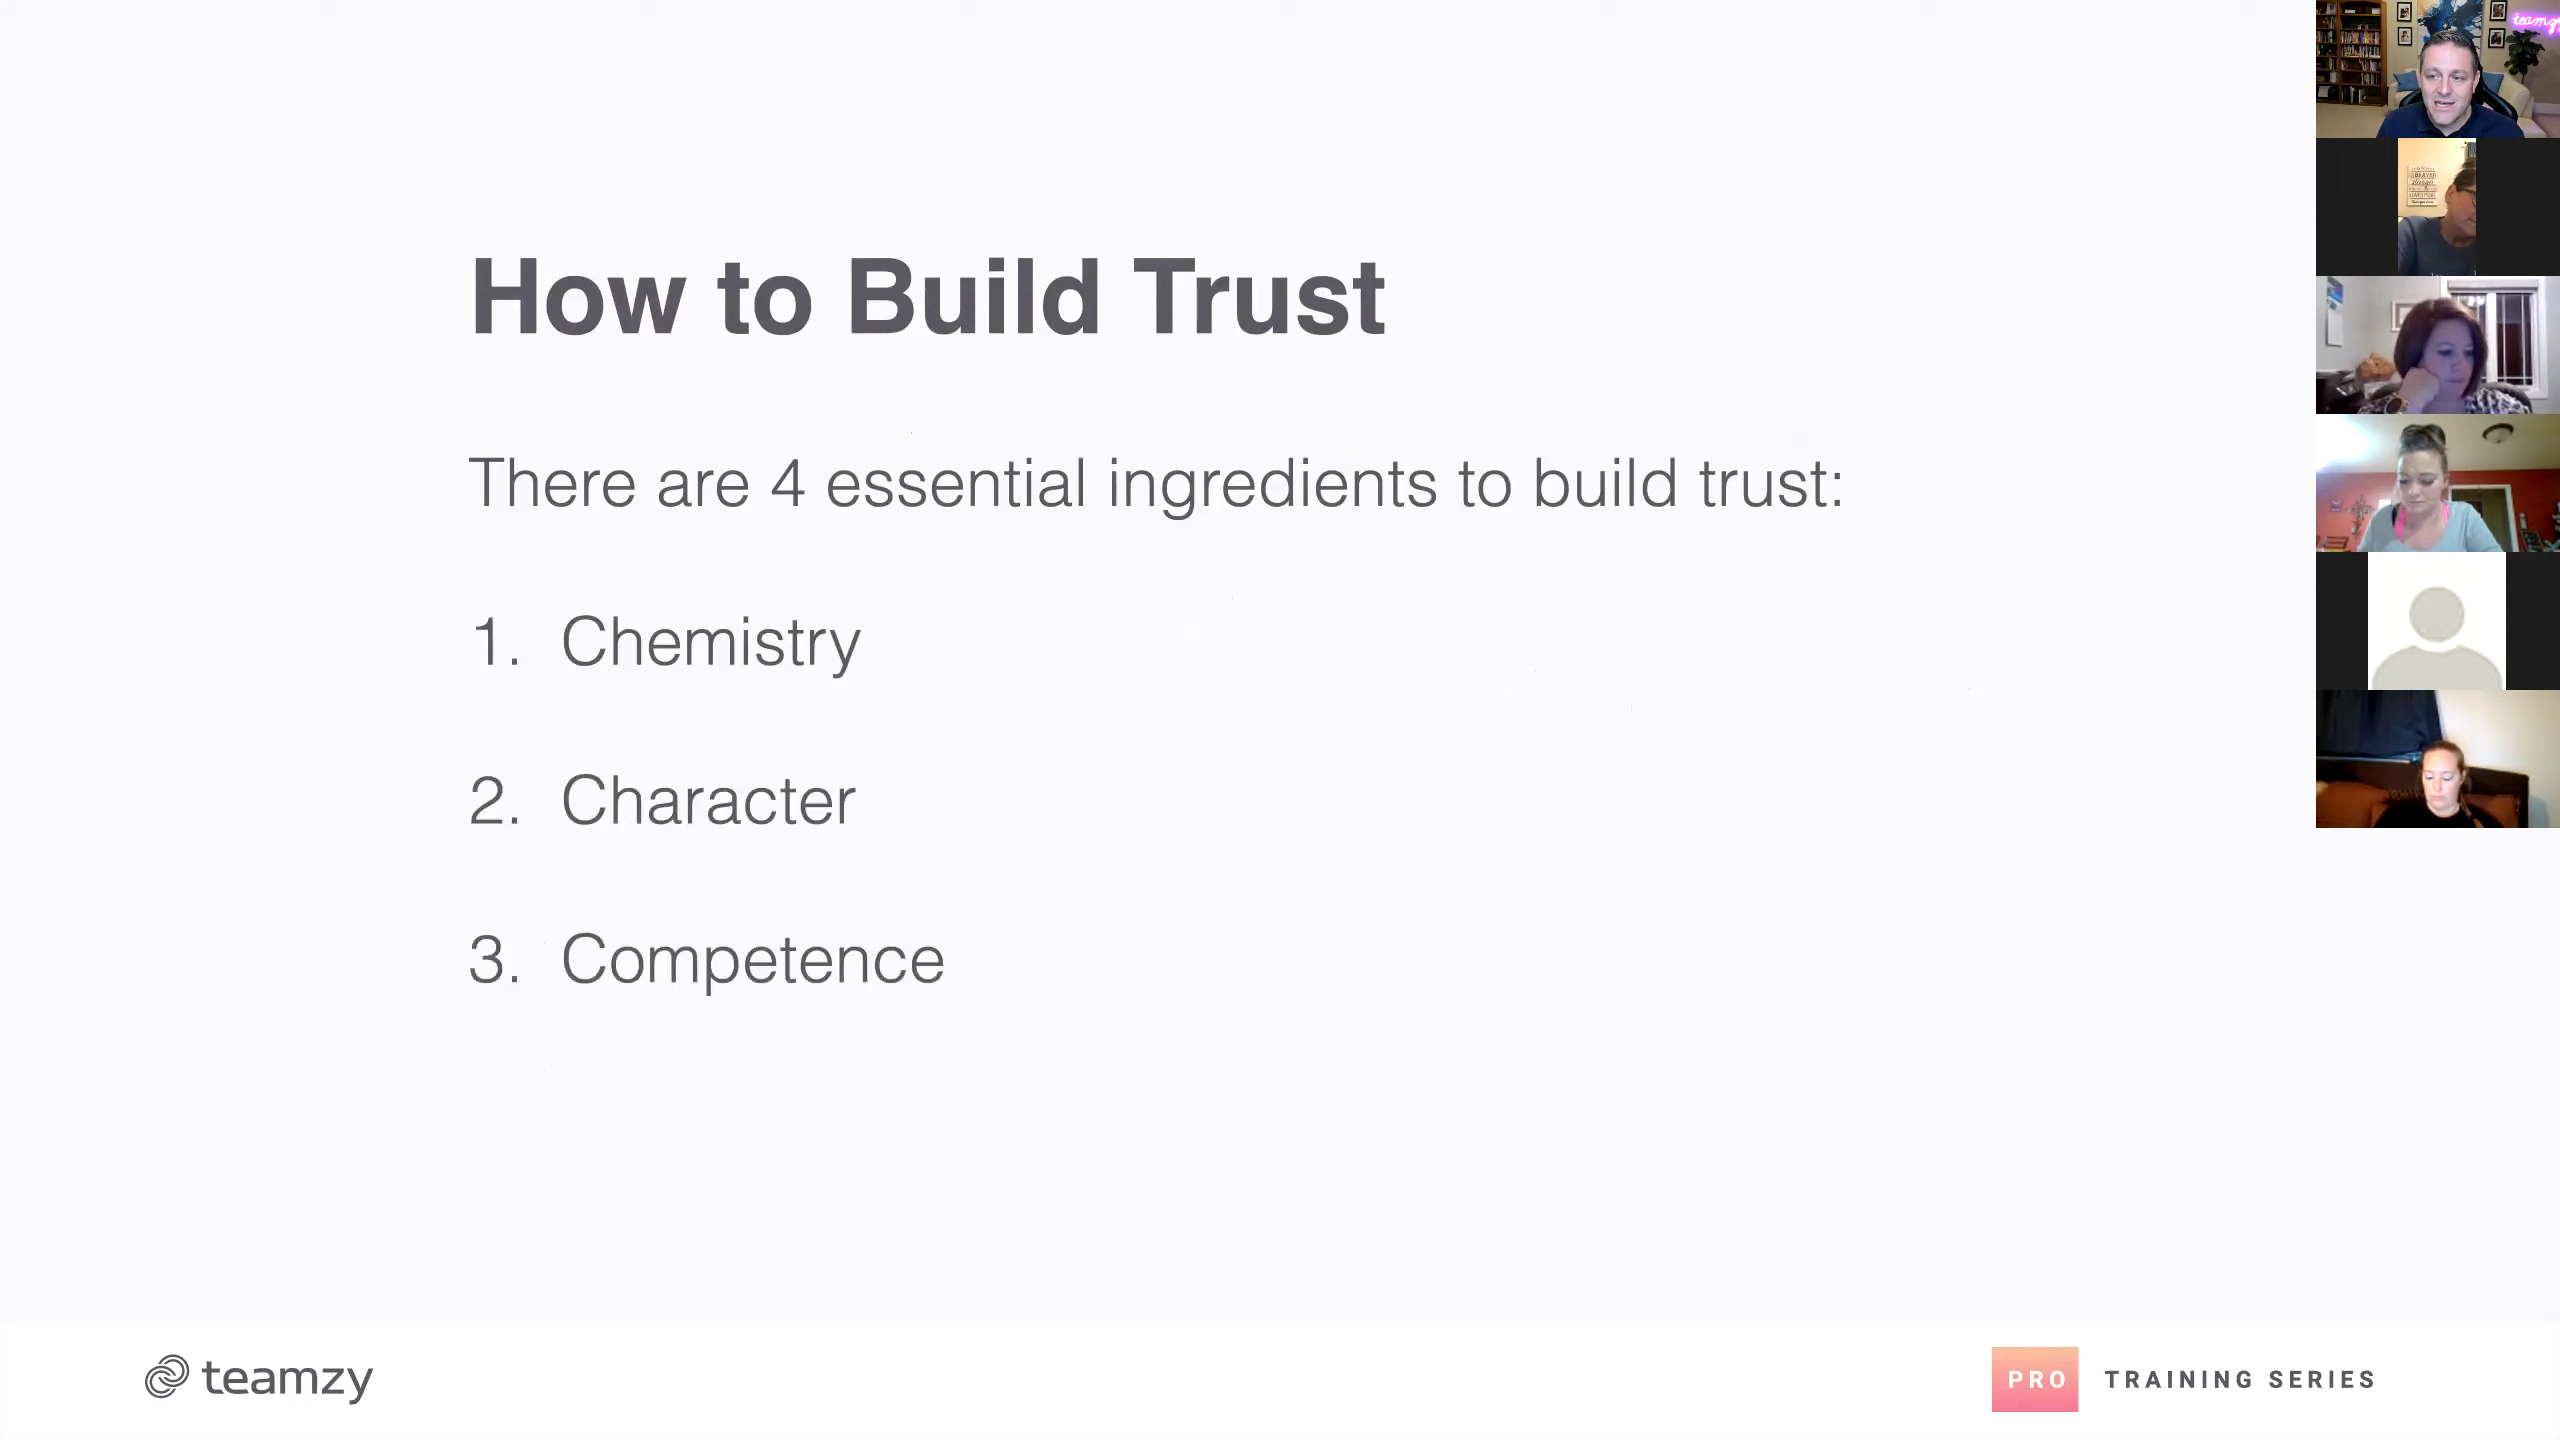 How to Build Trust
There are 4 essential ingredients to build trust:
1. Chemistry
2. Character
3. Competence
teamzy
PRO TRAINING SERIES
teamzy